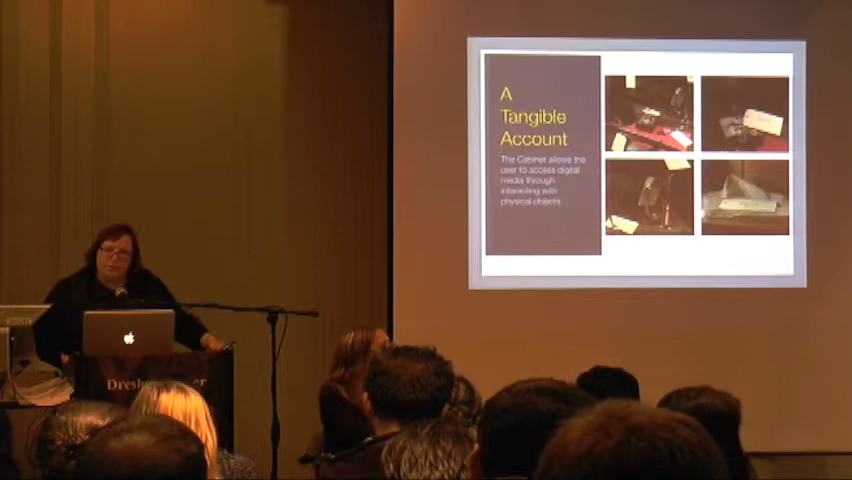 A
Tangible
Account
The Cabinet allows the
user to access digital
media through
interacting with
physical objects.